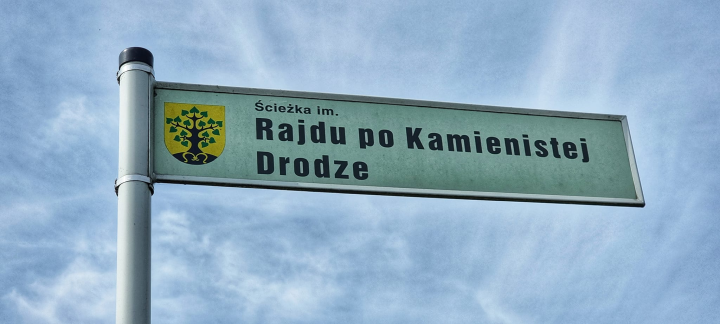 Ścieżka im.
Rajdu po Kamienistej
Drodze